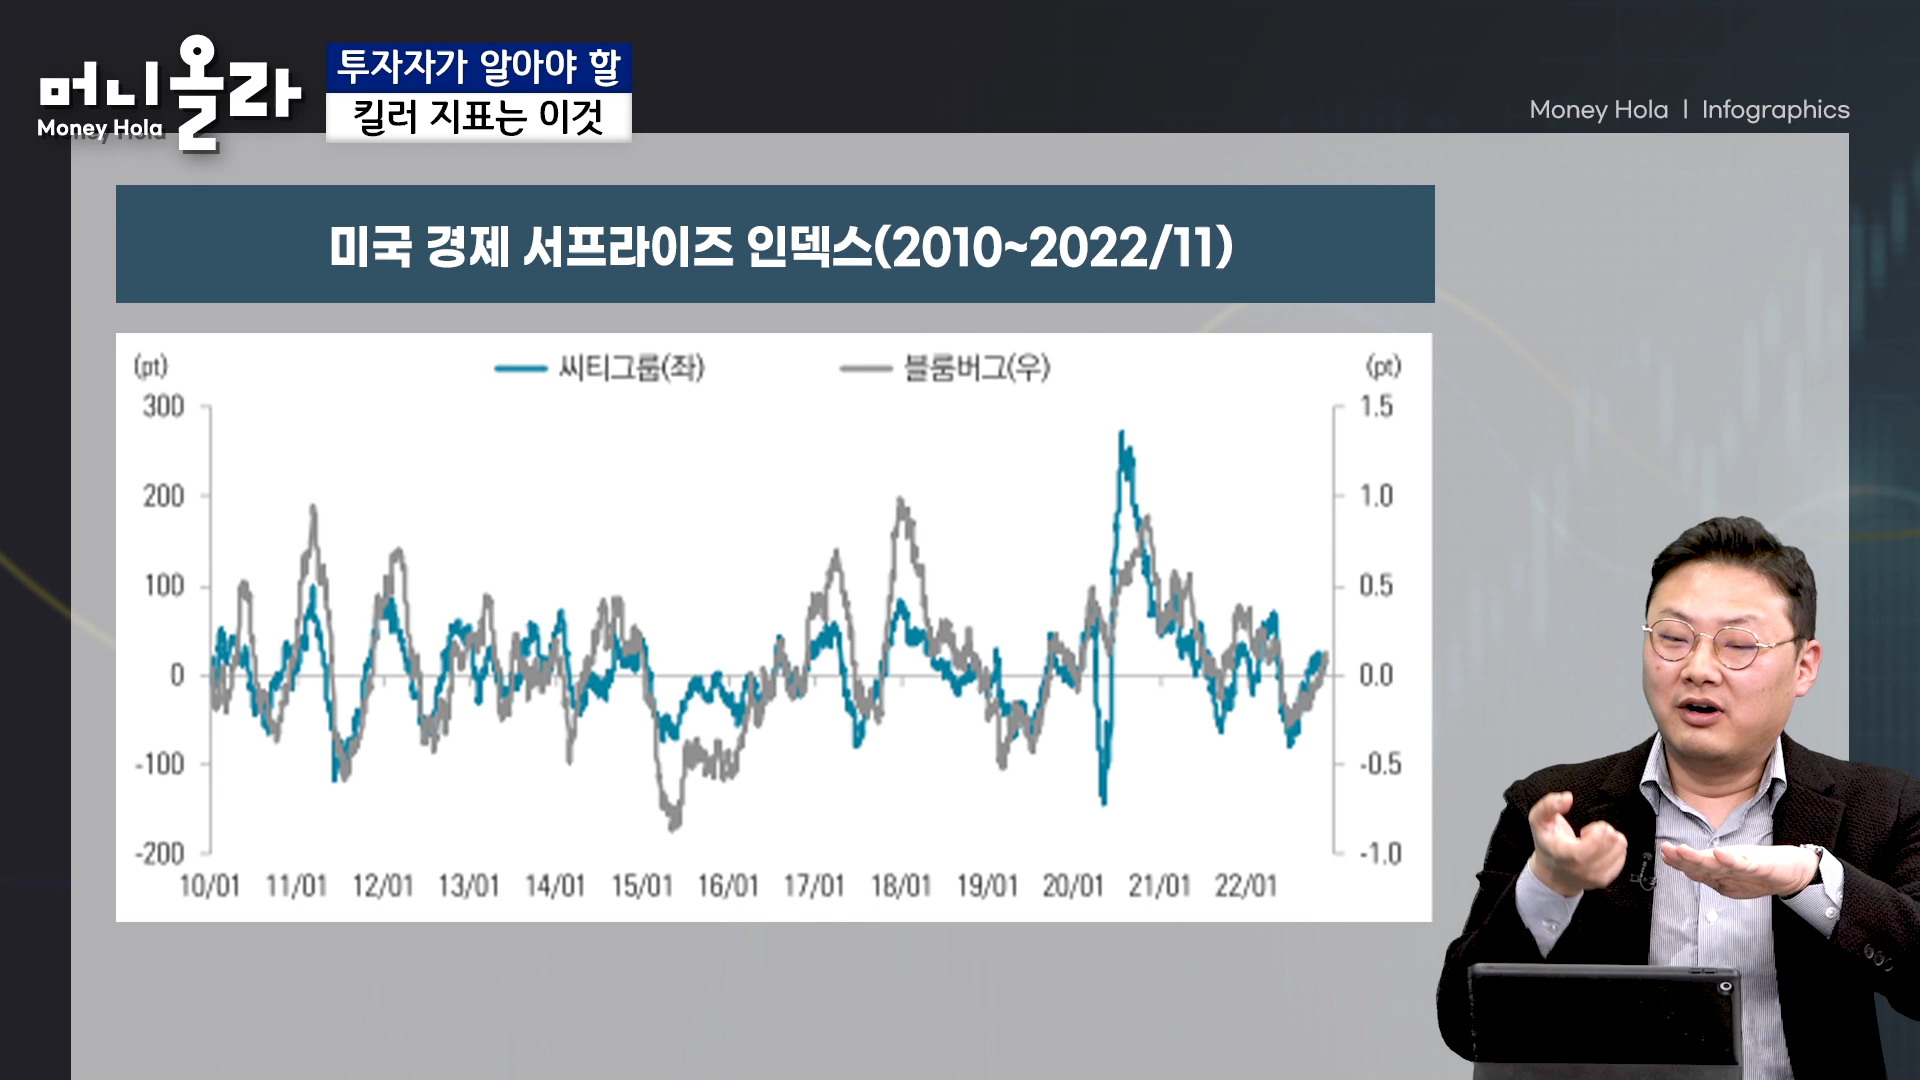 머니올라
Money Hola
투자자가 알아야 할
킬러 지표는 이것
Money Hola | Infographics
미국 경제 서프라이즈 인덱스(2010~2022/11)
(pt) 씨티그룹(좌) 블룸버그(우) (pt)
300 1.5
200 1.0
100 0.5
0 0.0
-100 -0.5
-200 -1.0
10/01 11/01 12/01 13/01 14/01 15/01 16/01 17/01 18/01 19/01 20/01 21/01 22/01